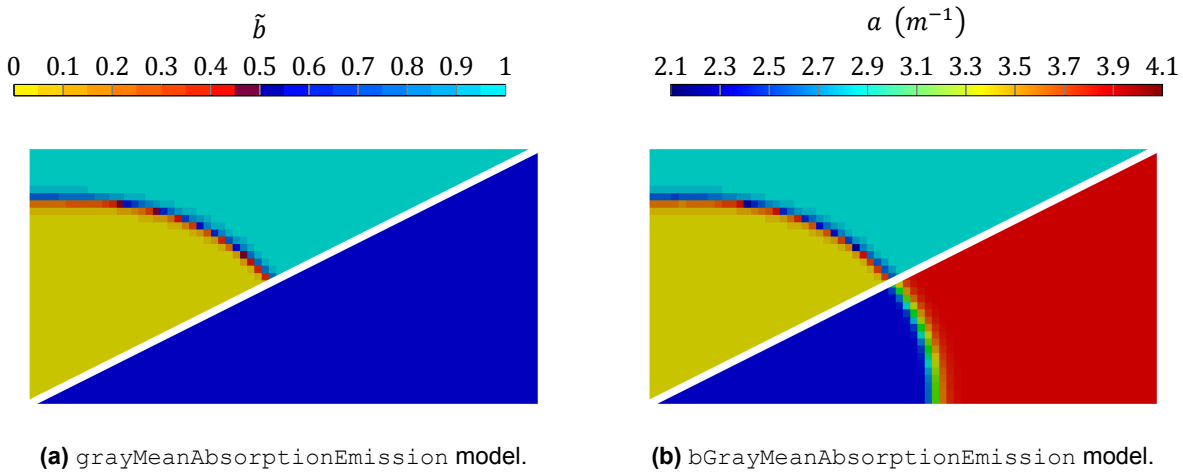 b̃
0 0.1 0.2 0.3 0.4 0.5 0.6 0.7 0.8 0.9 1
a (m⁻¹)
2.1 2.3 2.5 2.7 2.9 3.1 3.3 3.5 3.7 3.9 4.1
(a) grayMeanAbsorptionEmission model.
(b) bGrayMeanAbsorptionEmission model.